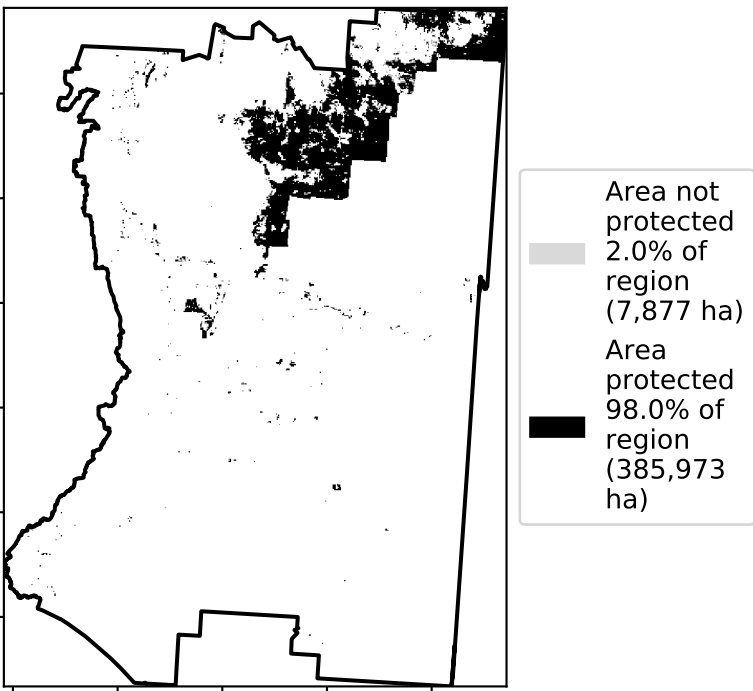 Area not
protected
2.0% of
region
(7,877 ha)
Area
protected
98.0% of
region
(385,973
ha)